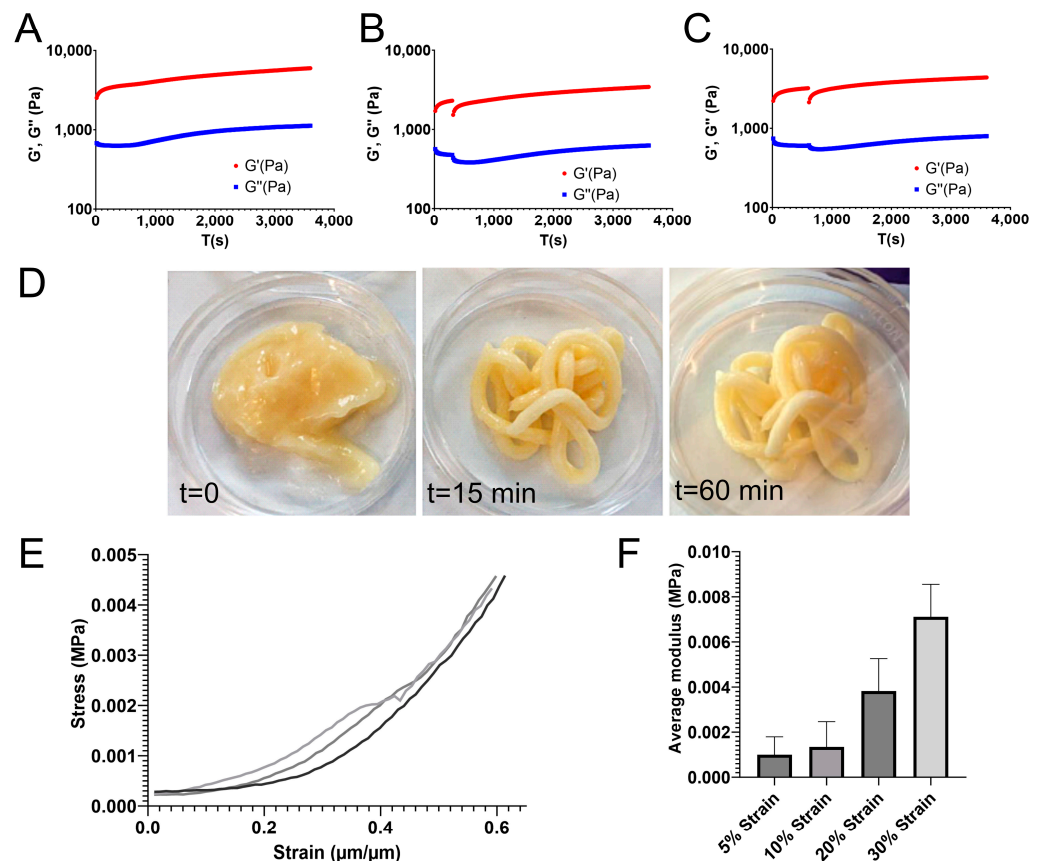 A
10,000
1,000
100
G', G'' (Pa)
0
1,000
2,000
3,000
4,000
T(s)
G'(Pa)
G''(Pa)
B
10,000
1,000
100
G', G'' (Pa)
0
1,000
2,000
3,000
4,000
T(s)
G'(Pa)
G''(Pa)
C
10,000
1,000
100
G', G'' (Pa)
0
1,000
2,000
3,000
4,000
T(s)
G'(Pa)
G''(Pa)
D
t=0
t=15 min
t=60 min
E
0.005
0.004
0.003
0.002
0.001
0.000
Stress (MPa)
0.0
0.2
0.4
0.6
Strain (μm/μm)
F
0.010
0.008
0.006
0.004
0.002
0.000
Average modulus (MPa)
5% Strain
10% Strain
20% Strain
30% Strain